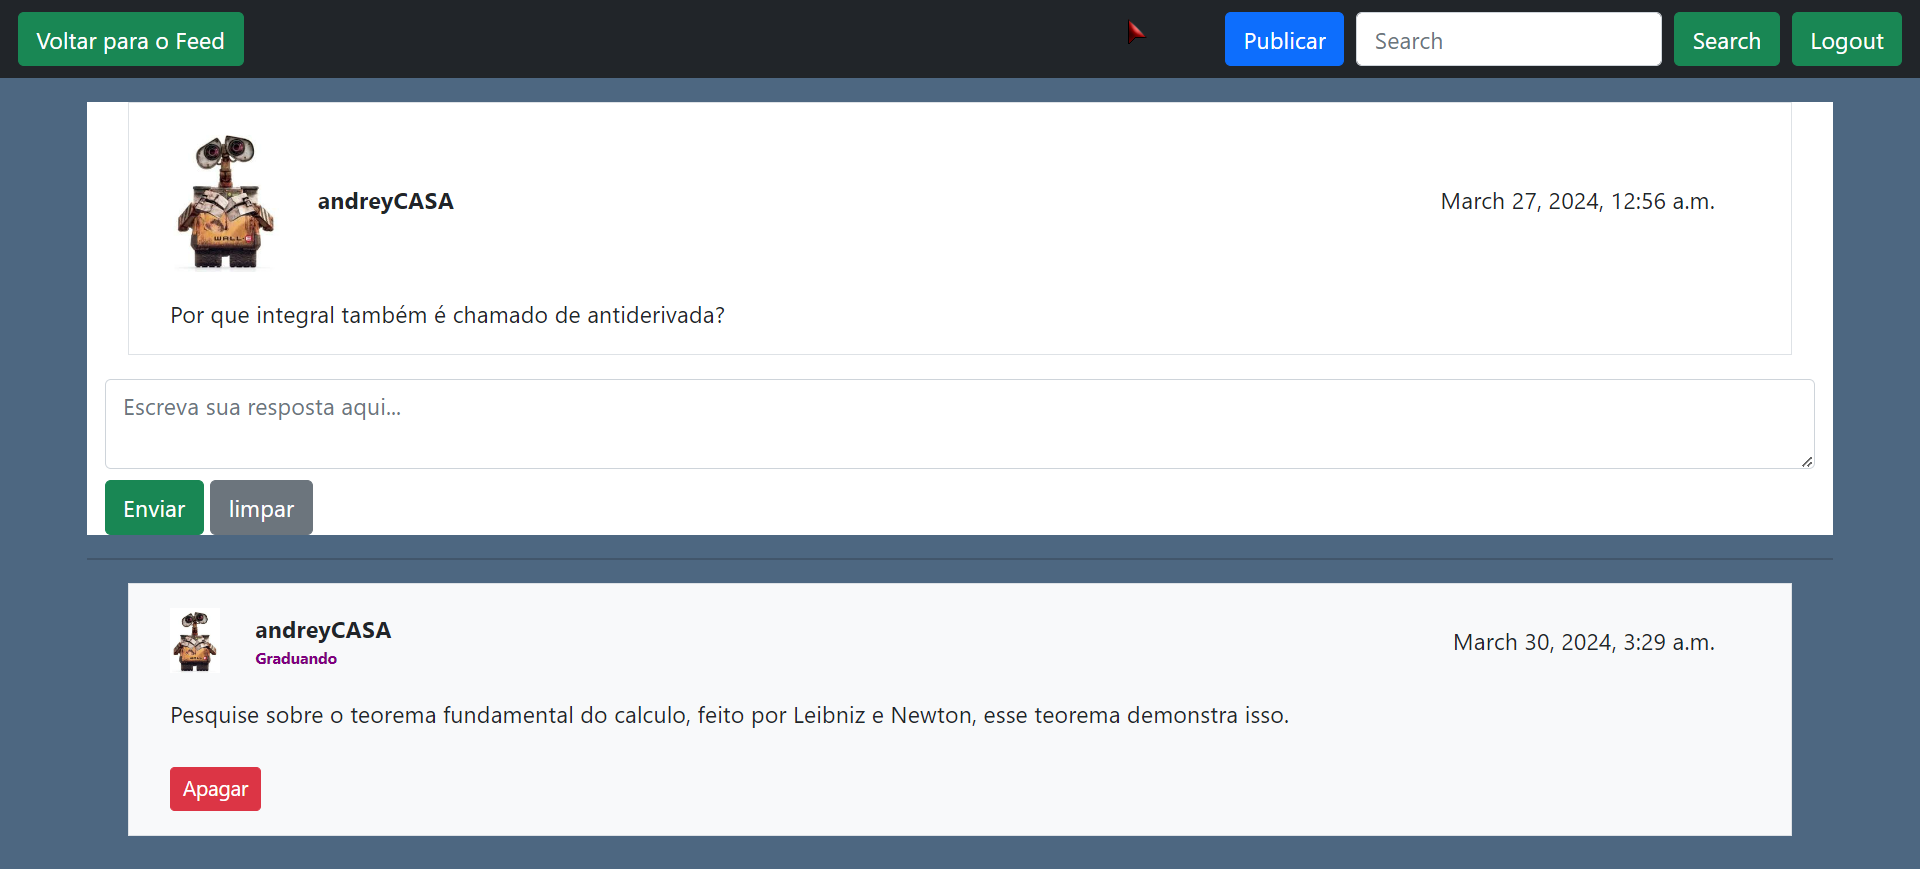 Voltar para o Feed
Publicar
Search
Search
Logout
WALL·E
andreyCASA
March 27, 2024, 12:56 a.m.
Por que integral também é chamado de antiderivada?
Escreva sua resposta aqui...
Enviar
limpar
andreyCASA
Graduando
March 30, 2024, 3:29 a.m.
Pesquise sobre o teorema fundamental do calculo, feito por Leibniz e Newton, esse teorema demonstra isso.
Apagar